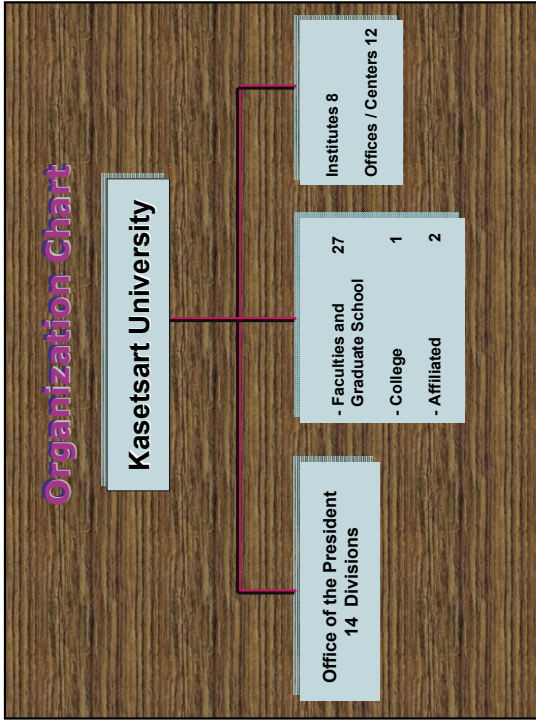 Organization Chart
Kasetsart University
Office of the President
14 Divisions
- Faculties and 27
Graduate School
- College 1
- Affiliated 2
Institutes 8
Offices / Centers 12